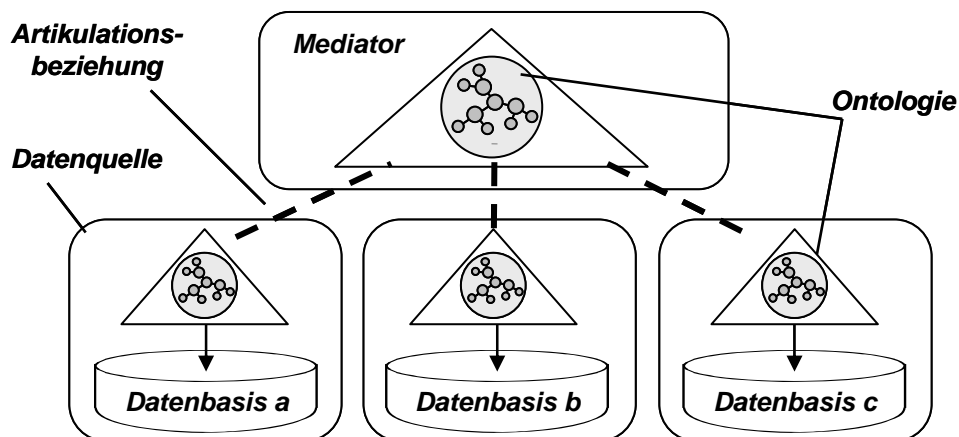 Artikulations-
beziehung
Mediator
Ontologie
Datenquelle
Datenbasis a
Datenbasis b
Datenbasis c